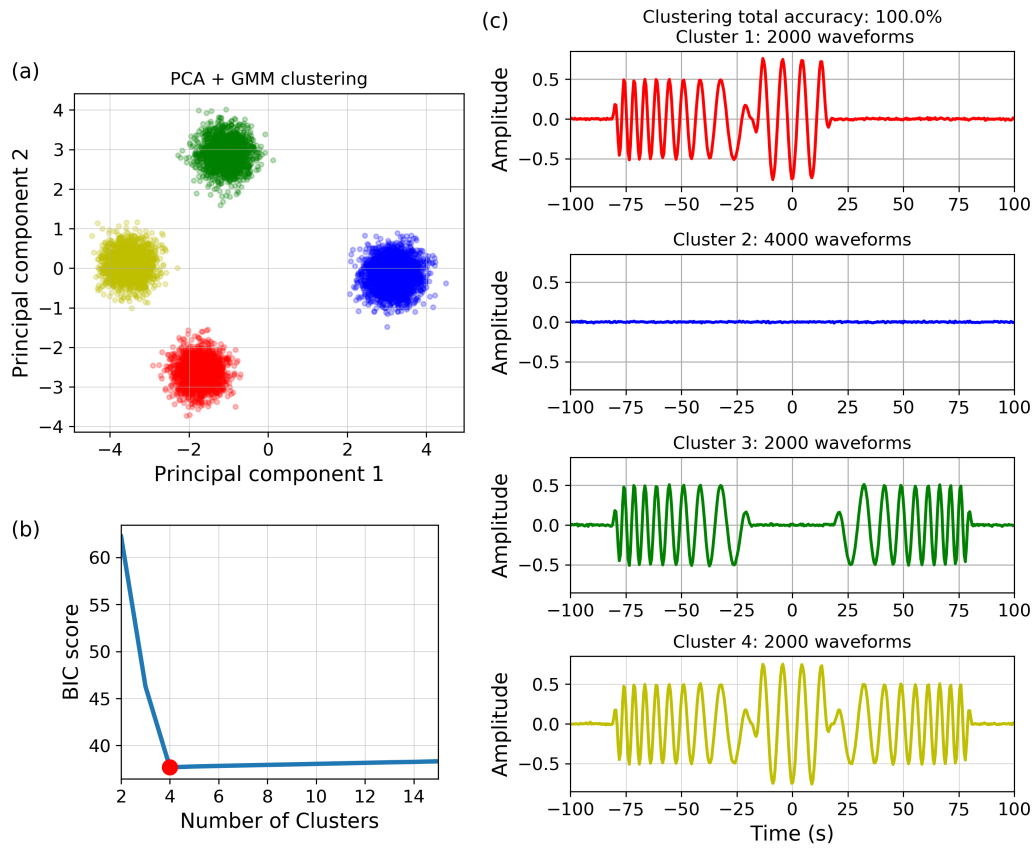 (a)
PCA + GMM clustering
4
3
2
1
0
−1
−2
−3
−4
Principal component 2
−4 −2 0 2 4
Principal component 1
(b)
60
55
50
45
40
BIC score
2 4 6 8 10 12 14
Number of Clusters
(c)
Clustering total accuracy: 100.0%
Cluster 1: 2000 waveforms
0.5
0.0
−0.5
Amplitude
−100 −75 −50 −25 0 25 50 75 100
Cluster 2: 4000 waveforms
0.5
0.0
−0.5
Amplitude
−100 −75 −50 −25 0 25 50 75 100
Cluster 3: 2000 waveforms
0.5
0.0
−0.5
Amplitude
−100 −75 −50 −25 0 25 50 75 100
Cluster 4: 2000 waveforms
0.5
0.0
−0.5
Amplitude
−100 −75 −50 −25 0 25 50 75 100
Time (s)